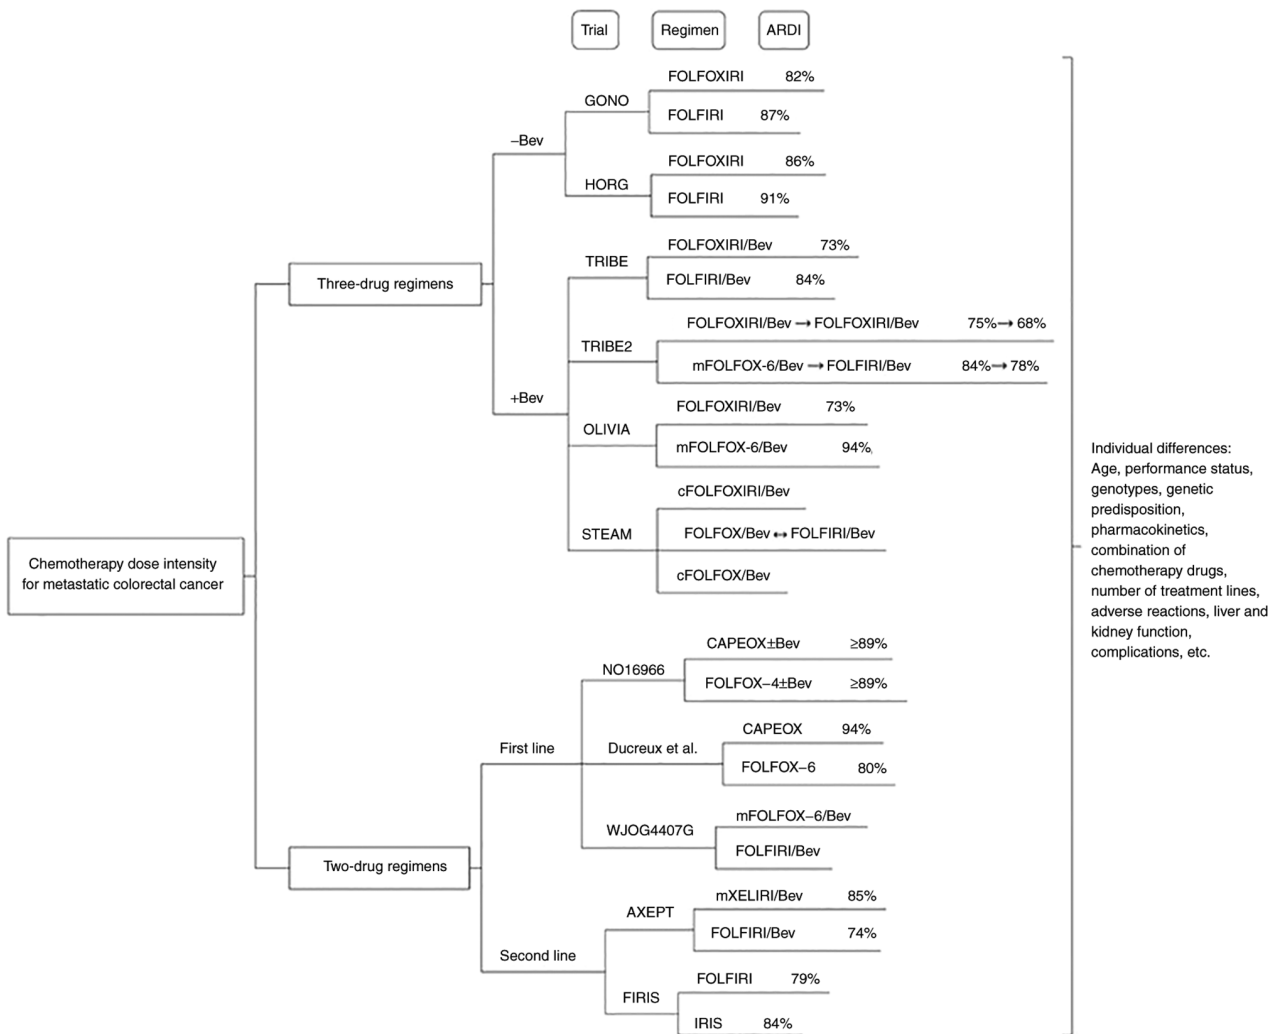 Trial Regimen ARDI
FOLFOXIRI 82%
GONO
FOLFIRI 87%
–Bev
FOLFOXIRI 86%
HORG
FOLFIRI 91%
FOLFOXIRI/Bev 73%
TRIBE
FOLFIRI/Bev 84%
Three-drug regimens
FOLFOXIRI/Bev → FOLFOXIRI/Bev 75%→ 68%
TRIBE2
mFOLFOX-6/Bev → FOLFIRI/Bev 84%→ 78%
+Bev
FOLFOXIRI/Bev 73%
OLIVIA
mFOLFOX-6/Bev 94%
cFOLFOXIRI/Bev
STEAM
FOLFOX/Bev ↔ FOLFIRI/Bev
cFOLFOX/Bev
Chemotherapy dose intensity
for metastatic colorectal cancer
CAPEOX±Bev ≥89%
NO16966
FOLFOX–4±Bev ≥89%
CAPEOX 94%
First line
Ducreux et al.
FOLFOX–6 80%
mFOLFOX–6/Bev
WJOG4407G
FOLFIRI/Bev
Two-drug regimens
mXELIRI/Bev 85%
AXEPT
FOLFIRI/Bev 74%
Second line
FOLFIRI 79%
FIRIS
IRIS 84%
Individual differences:
Age, performance status,
genotypes, genetic
predisposition,
pharmacokinetics,
combination of
chemotherapy drugs,
number of treatment lines,
adverse reactions, liver and
kidney function,
complications, etc.